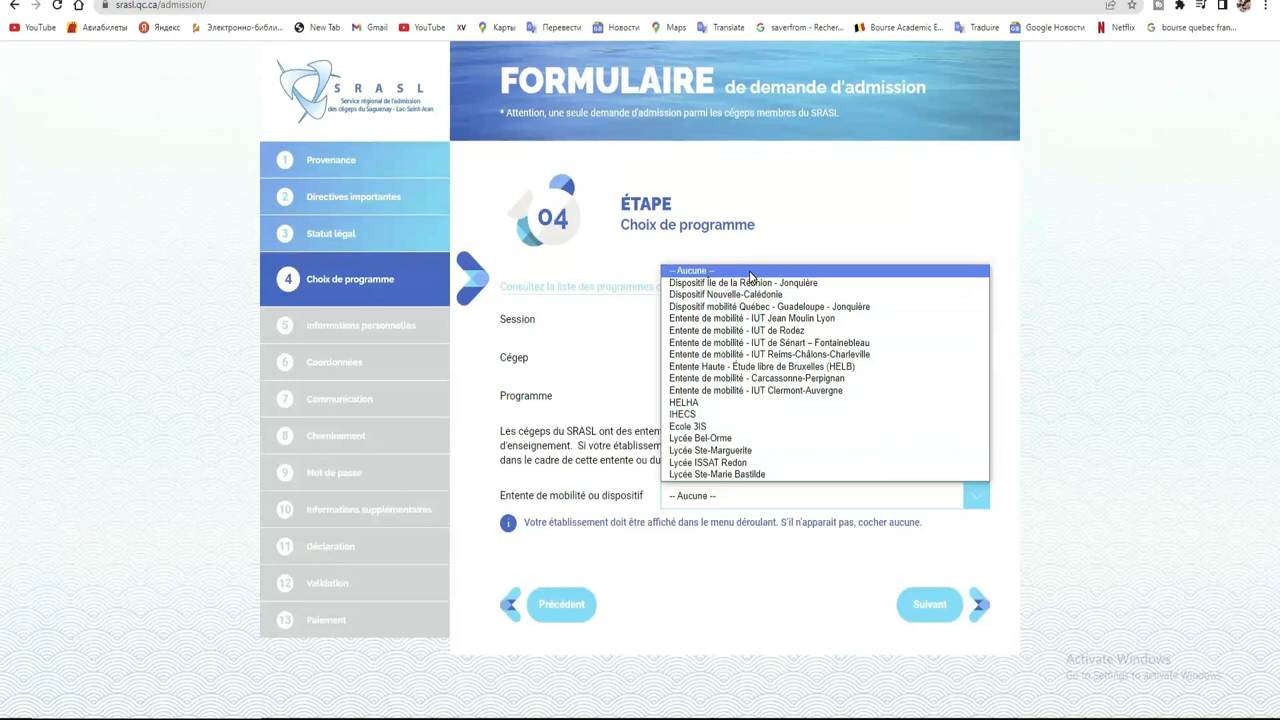 srasl.qc.ca/admission/
YouTube
Авиабилеты
Яндекс
Электронно-библи...
New Tab
Gmail
YouTube
XV
Карты
Перевести
Новости
Maps
Translate
saverfrom - Recher...
Bourse Academic E...
Traduire
Google Новости
Netflix
bourse quebec fran...
SRASL
Service régional de l'admission
des cégeps du Saguenay - Lac-Saint-Jean
FORMULAIRE de demande d'admission
* Attention, une seule demande d'admission parmi les cégeps membres du SRASL
1 Provenance
2 Directives importantes
3 Statut légal
4 Choix de programme
5 Informations personnelles
6 Coordonnées
7 Communication
8 Cheminement
9 Mot de passe
10 Informations supplémentaires
11 Déclaration
12 Validation
13 Paiement
04
ÉTAPE
Choix de programme
Consultez la liste des programmes
Session
Cégep
Programme
Les cégeps du SRASL ont des enten
d'enseignement. Si votre établissem
dans le cadre de cette entente ou du
-- Aucune --
Dispositif Île de la Réunion - Jonquière
Dispositif Nouvelle-Calédonie
Dispositif mobilité Québec - Guadeloupe - Jonquière
Entente de mobilité - IUT Jean Moulin Lyon
Entente de mobilité - IUT de Rodez
Entente de mobilité - IUT de Sénart – Fontainebleau
Entente de mobilité - IUT Reims-Châlons-Charleville
Entente Haute - Étude libre de Bruxelles (HELB)
Entente de mobilité - Carcassonne-Perpignan
Entente de mobilité - IUT Clermont-Auvergne
HELHA
IHECS
Ecole 3IS
Lycée Bel-Orme
Lycée Ste-Marguerite
Lycée ISSAT Redon
Lycée Ste-Marie Bastilde
Entente de mobilité ou dispositif
-- Aucune --
Votre établissement doit être affiché dans le menu déroulant. S'il n'apparait pas, cocher aucune.
Précédent
Suivant
Activate Windows
Go to Settings to activate Windows.